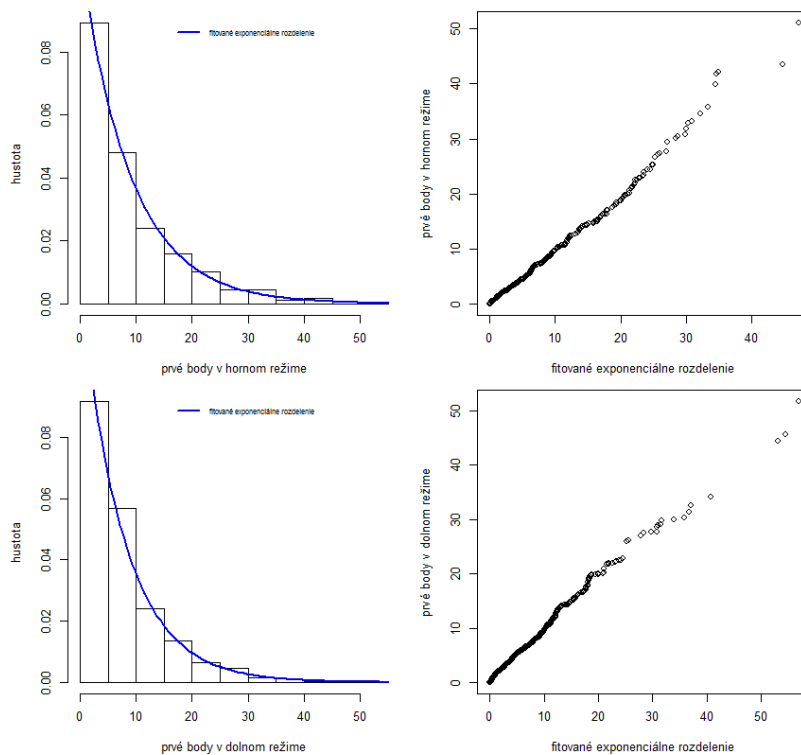 fitované exponenciálne rozdelenie
hustota
0.00 0.02 0.04 0.06 0.08
0 10 20 30 40 50
prvé body v hornom režime
prvé body v hornom režime
0 10 20 30 40 50
0 10 20 30 40
fitované exponenciálne rozdelenie
fitované exponenciálne rozdelenie
hustota
0.00 0.02 0.04 0.06 0.08
0 10 20 30 40 50
prvé body v dolnom režime
prvé body v dolnom režime
0 10 20 30 40 50
0 10 20 30 40 50
fitované exponenciálne rozdelenie